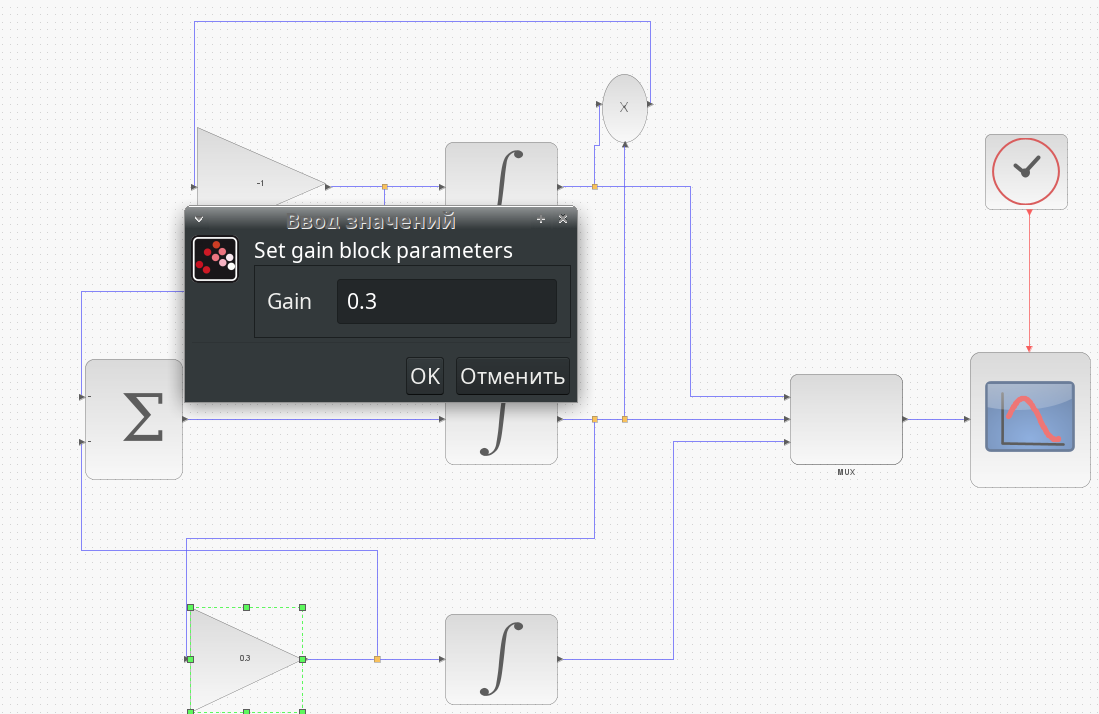 X
-1
Ввод значений
Set gain block parameters
Gain 0.3
OK Отменить
-
Σ
-
MUX
0.3